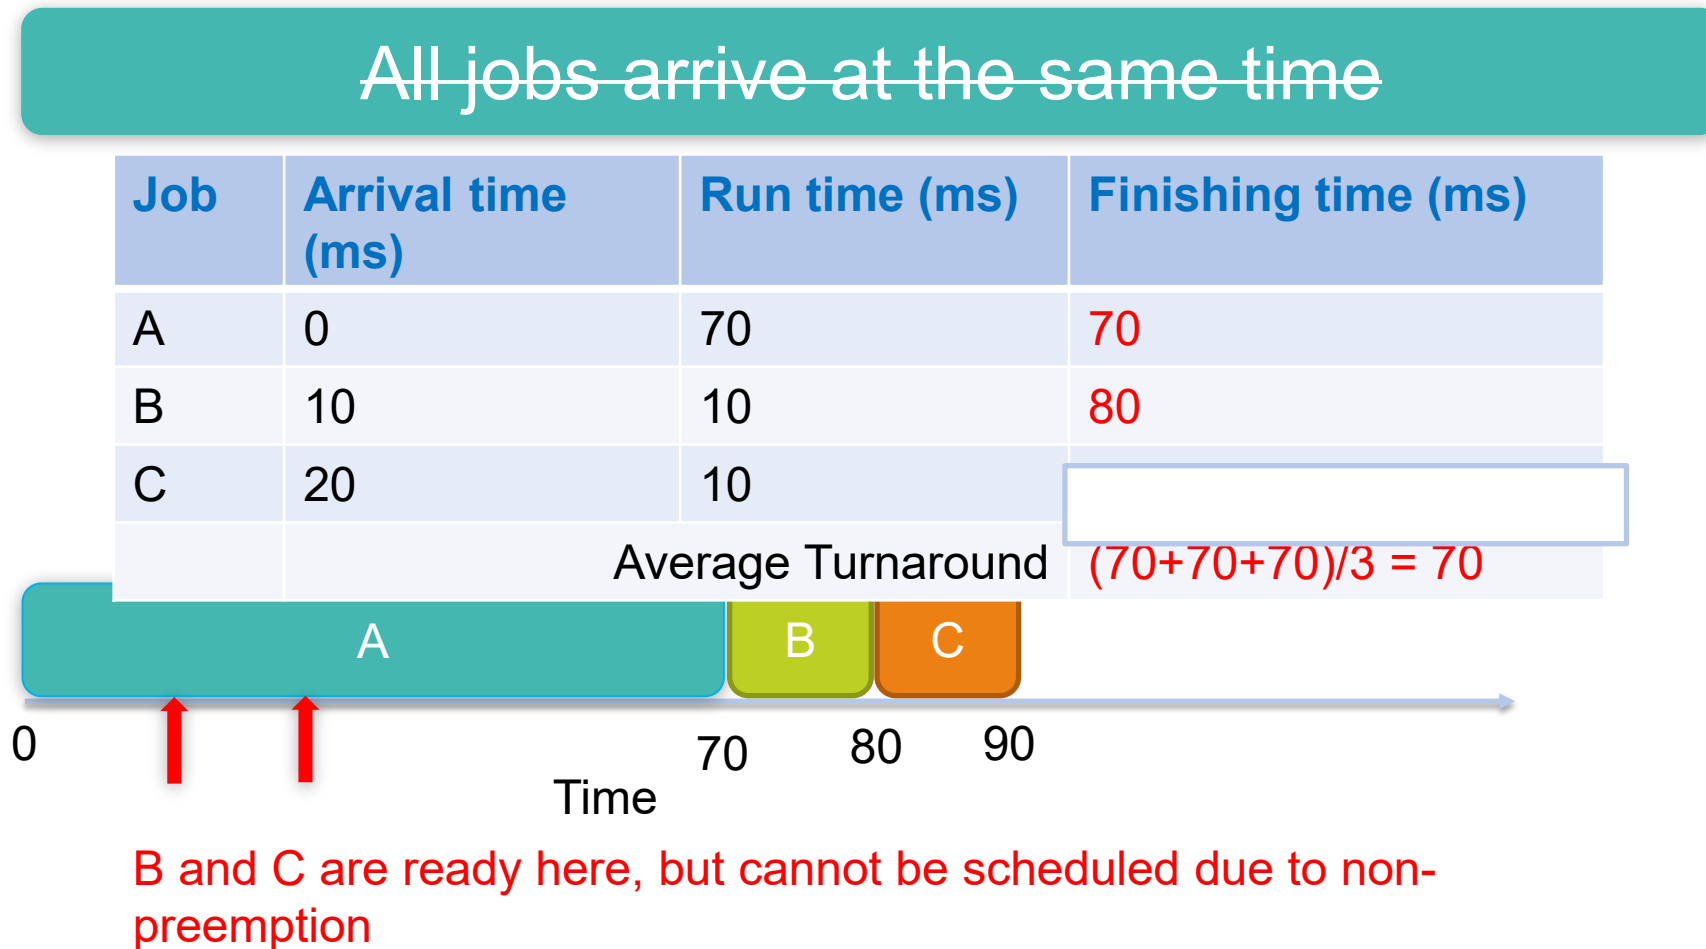 All jobs arrive at the same time
Job Arrival time Run time (ms) Finishing time (ms)
(ms)
A 0 70 70
B 10 10 80
C 20 10
Average Turnaround (70+70+70)/3 = 70
A B C
0 70 80 90
Time
B and C are ready here, but cannot be scheduled due to non-
preemption